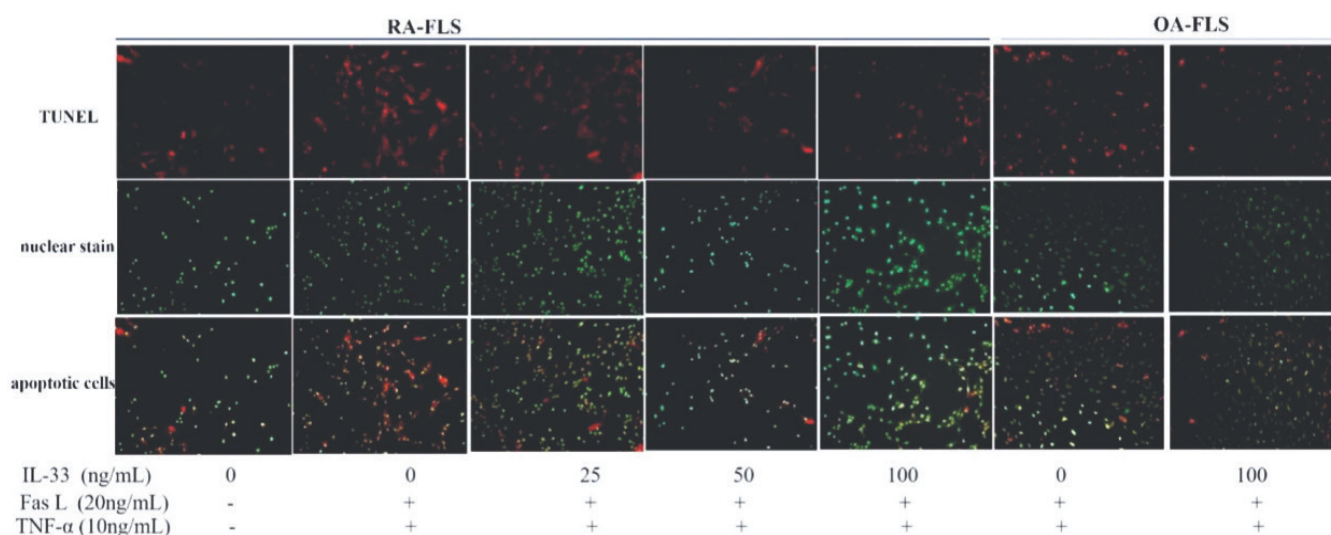 RA-FLS OA-FLS
TUNEL
nuclear stain
apoptotic cells
IL-33 (ng/mL) 0 0 25 50 100 0 100
Fas L (20ng/mL) - + + + + + +
TNF-α (10ng/mL) - + + + + + +